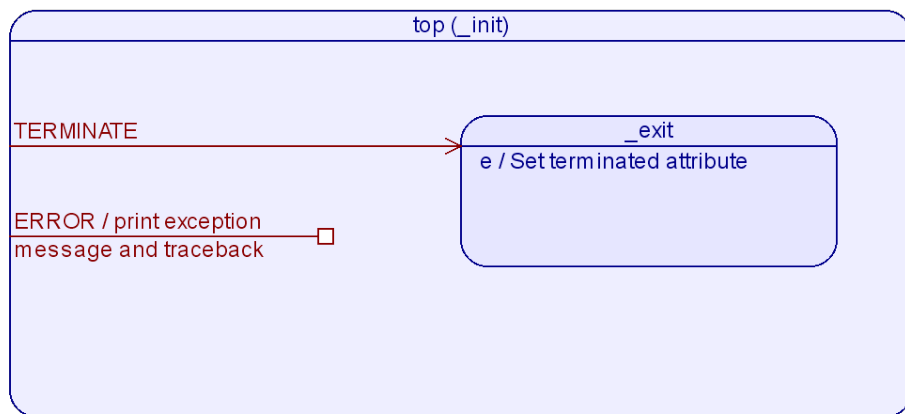 top (_init)
TERMINATE
_exit
e / Set terminated attribute
ERROR / print exception
message and traceback